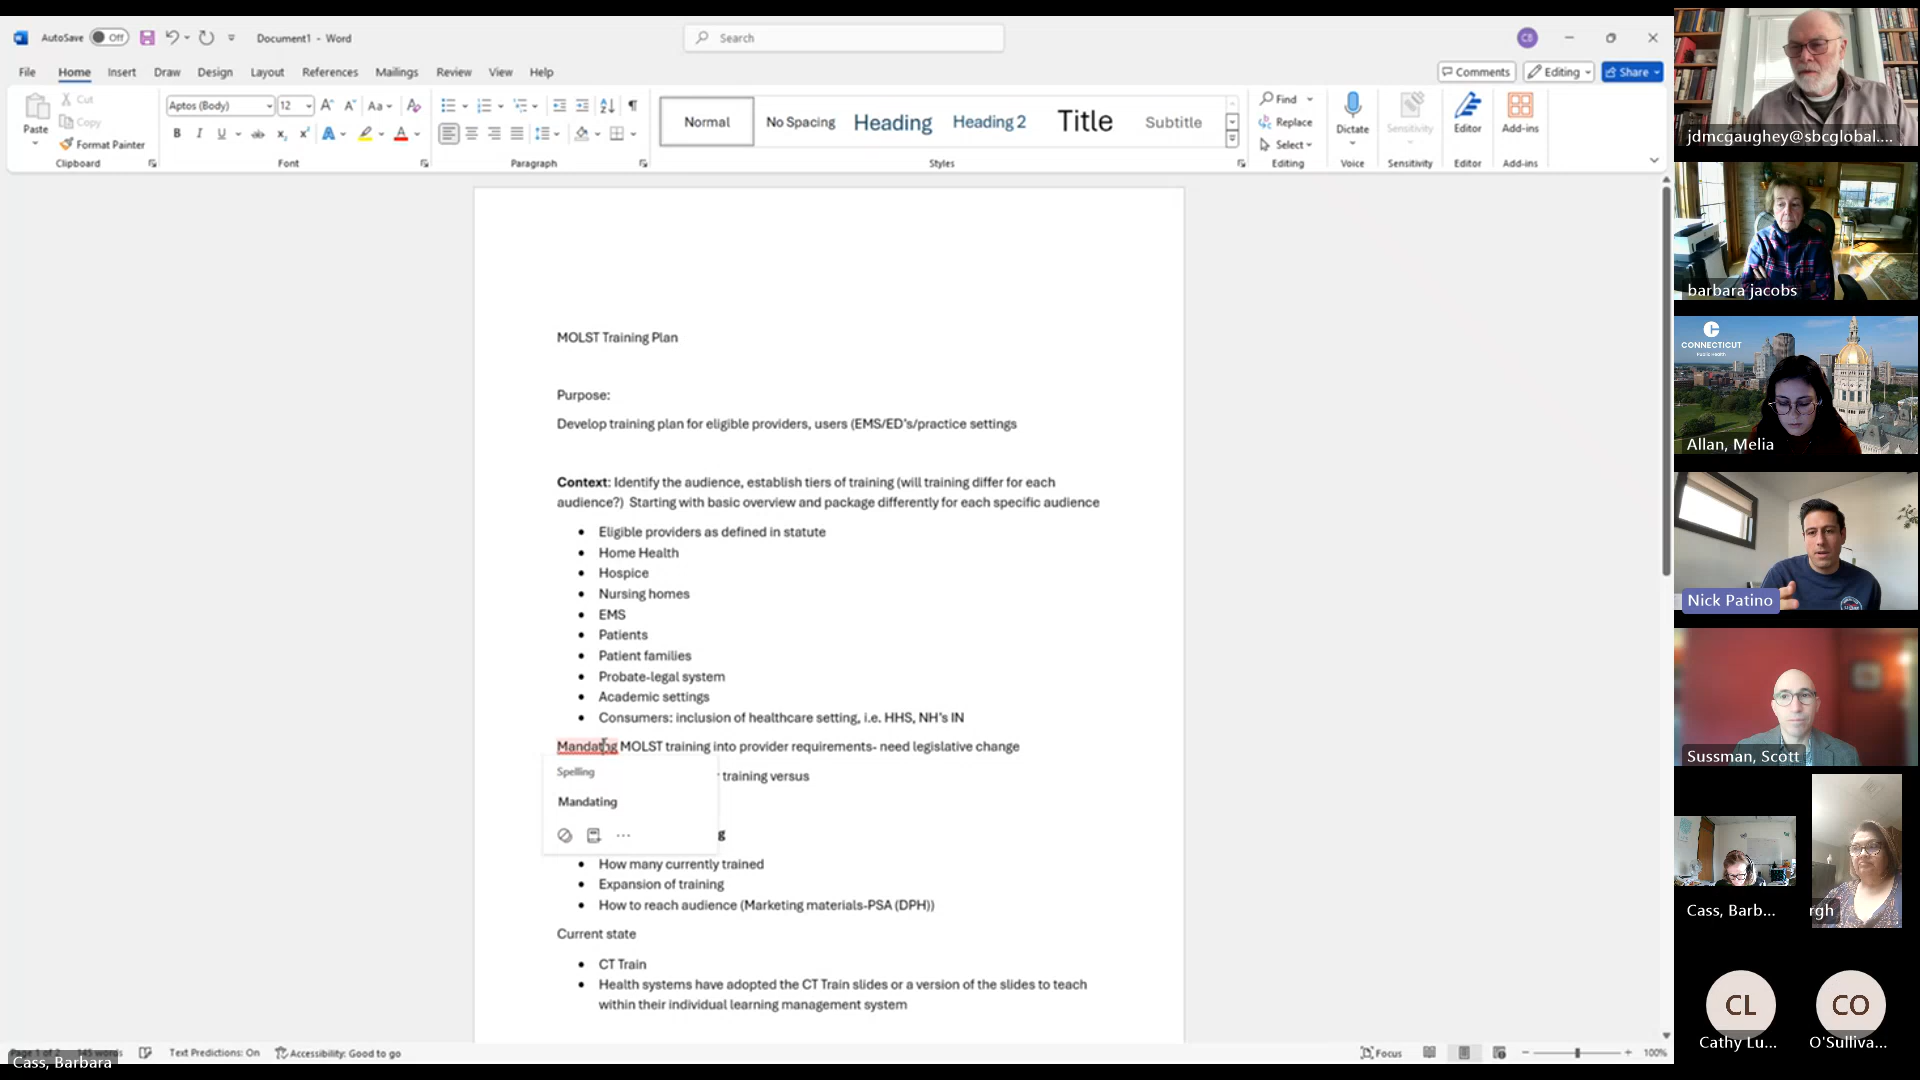 AutoSave Off Document1 - Word Search CB
File Home Insert Draw Design Layout References Mailings Review View Help Comments Editing Share
Paste Cut Copy Format Painter Clipboard
Aptos (Body) 12 Font
Paragraph
Normal No Spacing Heading Heading 2 Title Subtitle Styles
Find Replace Select Editing
Dictate Voice
Sensitivity Sensitivity
Editor Editor
Add-ins Add-ins
MOLST Training Plan
Purpose:
Develop training plan for eligible providers, users (EMS/ED's/practice settings
Context: Identify the audience, establish tiers of training (will training differ for each
audience?) Starting with basic overview and package differently for each specific audience
Eligible providers as defined in statute
Home Health
Hospice
Nursing homes
EMS
Patients
Patient families
Probate-legal system
Academic settings
Consumers: inclusion of healthcare setting, i.e. HHS, NH's IN
MOLST training into provider requirements- need legislative change
training versus
Spelling
Mandating
g
How many currently trained
Expansion of training
How to reach audience (Marketing materials-PSA (DPH))
Current state
CT Train
Health systems have adopted the CT Train slides or a version of the slides to teach
within their individual learning management system
Text Predictions: On Accessibility: Good to go Focus 100%
Cass, Barbara
jdmcgaughey@sbcglobal....
barbara jacobs
CONNECTICUT
Public Health
Allan, Melia
Nick Patino
Sussman, Scott
Cass, Barb...
rgh
CL
Cathy Lu...
CO
O'Sulliva...